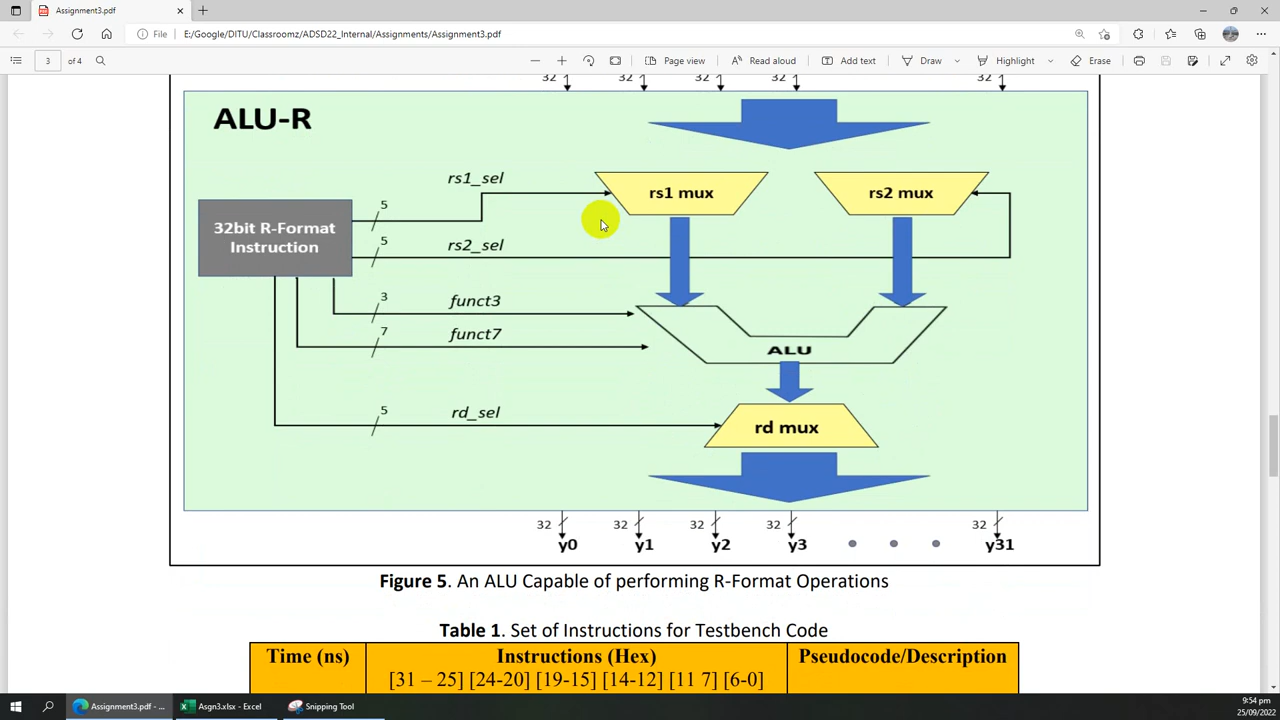 Assignment3.pdf
File E:/Google/DITU/Classroomz/ADSD22_Internal/Assignments/Assignment3.pdf
3 of 4 Page view Read aloud Add text Draw Highlight Erase
32 32 32 32 32
ALU-R
rs1_sel
rs1 mux rs2 mux
5
32bit R-Format
Instruction
5 rs2_sel
3 funct3
7 funct7
ALU
5 rd_sel
rd mux
32 32 32 32 32
y0 y1 y2 y3 y31
Figure 5. An ALU Capable of performing R-Format Operations
Table 1. Set of Instructions for Testbench Code
Time (ns) Instructions (Hex) Pseudocode/Description
[31 – 25] [24-20] [19-15] [14-12] [11 7] [6-0]
Assignment3.pdf - ... Asgn3.xlsx - Excel Snipping Tool
9:54 pm
25/09/2022